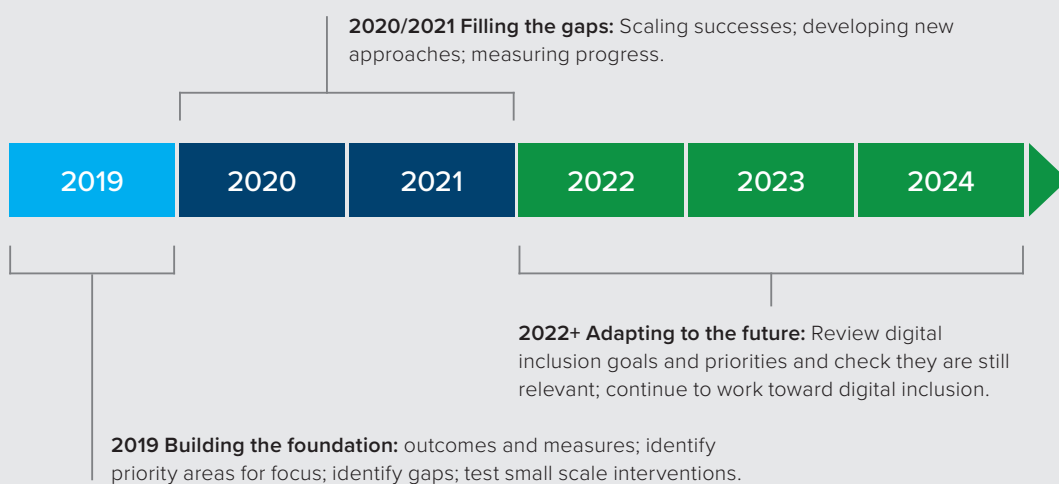 2020/2021 Filling the gaps: Scaling successes; developing new
approaches; measuring progress.
2019
2020
2021
2022
2023
2024
2022+ Adapting to the future: Review digital
inclusion goals and priorities and check they are still
relevant; continue to work toward digital inclusion.
2019 Building the foundation: outcomes and measures; identify
priority areas for focus; identify gaps; test small scale interventions.